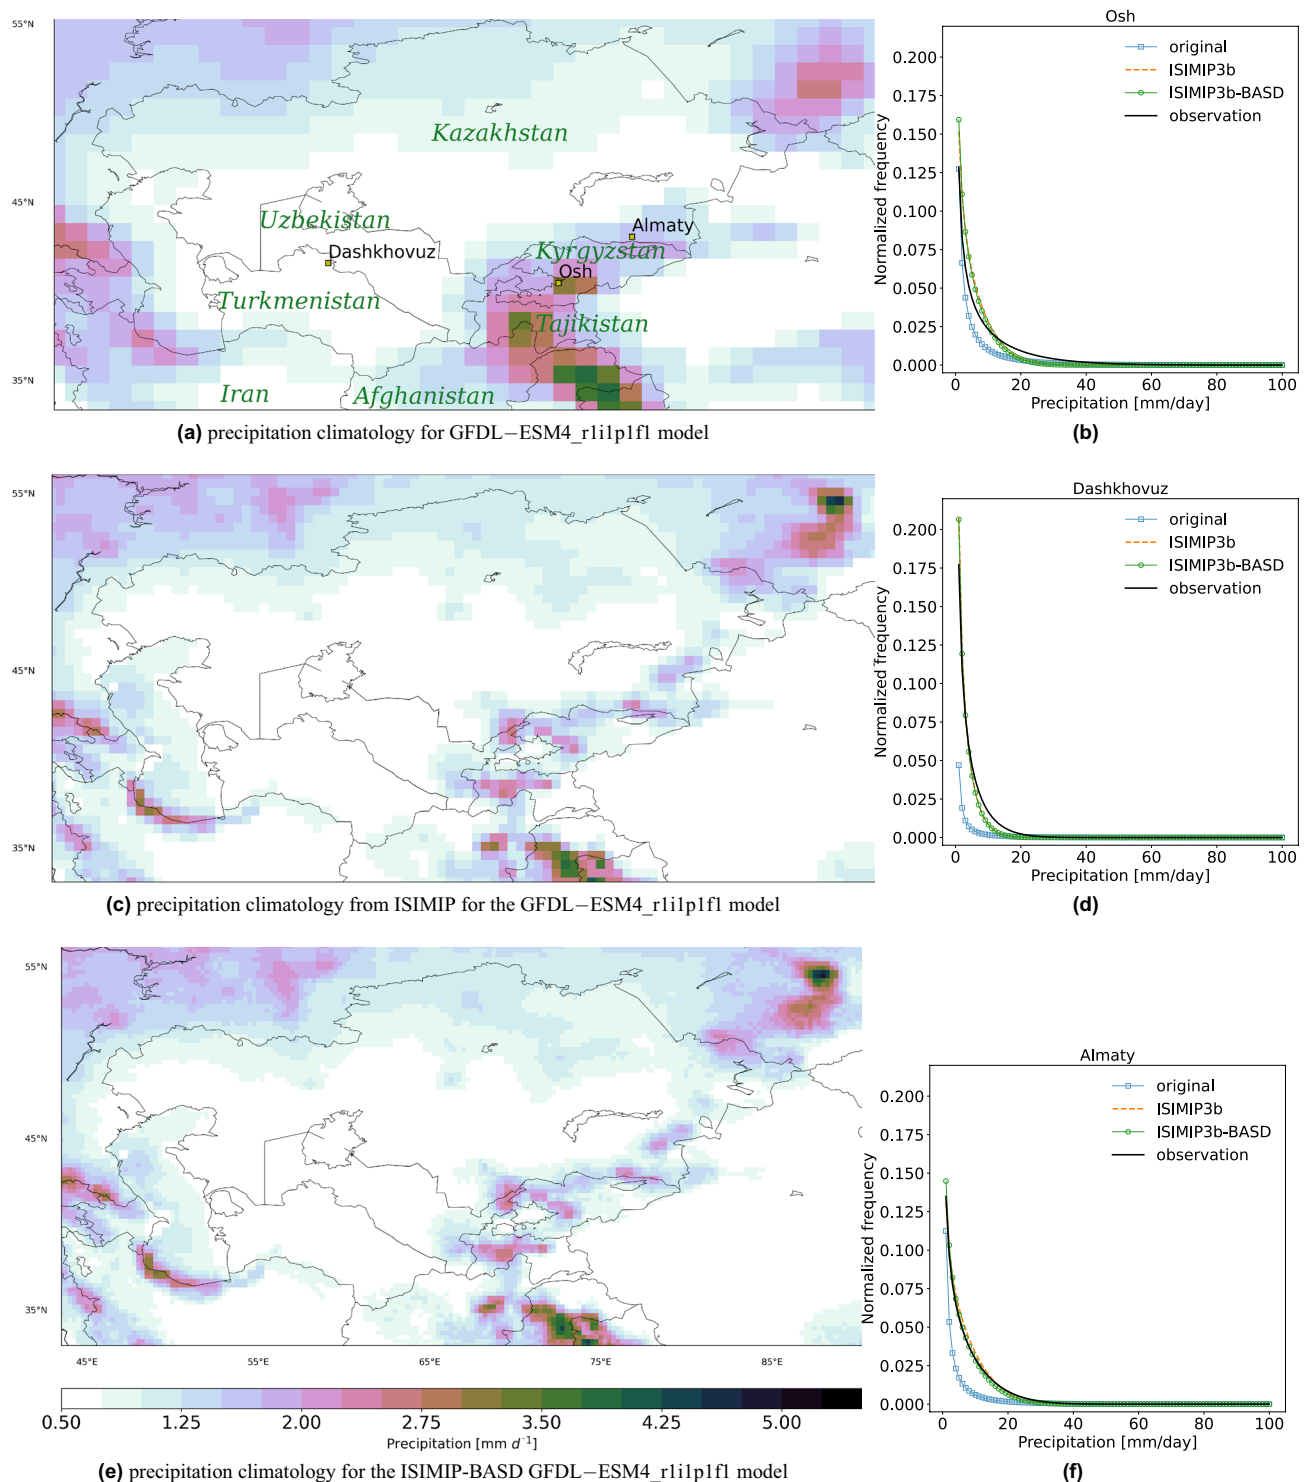 55°N
45°N
35°N
Kazakhstan
Uzbekistan
Dashkhovuz
Almaty
Kyrgyzstan
Osh
Turkmenistan
Tajikistan
Iran
Afghanistan
(a) precipitation climatology for GFDL−ESM4_r1i1p1f1 model
Osh
original
ISIMIP3b
ISIMIP3b-BASD
observation
Normalized frequency
0.200
0.175
0.150
0.125
0.100
0.075
0.050
0.025
0.000
0 20 40 60 80 100
Precipitation [mm/day]
(b)
55°N
45°N
35°N
(c) precipitation climatology from ISIMIP for the GFDL−ESM4_r1i1p1f1 model
Dashkhovuz
original
ISIMIP3b
ISIMIP3b-BASD
observation
Normalized frequency
0.200
0.175
0.150
0.125
0.100
0.075
0.050
0.025
0.000
0 20 40 60 80 100
Precipitation [mm/day]
(d)
55°N
45°N
35°N
45°E 55°E 65°E 75°E 85°E
0.50 1.25 2.00 2.75 3.50 4.25 5.00
Precipitation [mm d⁻¹]
(e) precipitation climatology for the ISIMIP-BASD GFDL−ESM4_r1i1p1f1 model
Almaty
original
ISIMIP3b
ISIMIP3b-BASD
observation
Normalized frequency
0.200
0.175
0.150
0.125
0.100
0.075
0.050
0.025
0.000
0 20 40 60 80 100
Precipitation [mm/day]
(f)